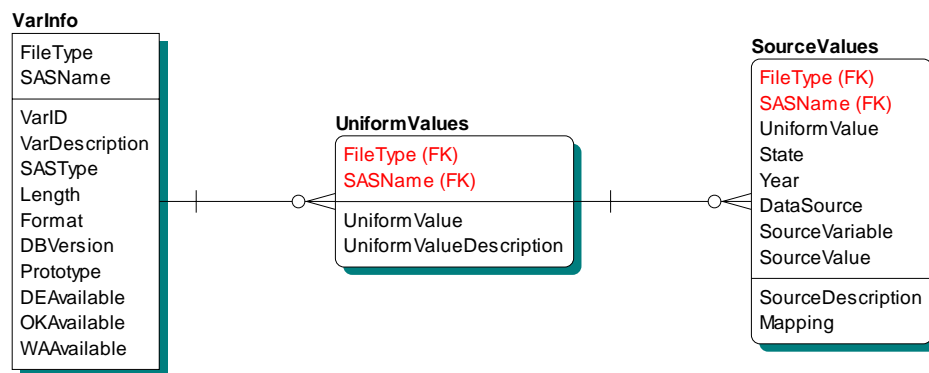 VarInfo
FileType
SASName
VarID
VarDescription
SASType
Length
Format
DBVersion
Prototype
DEAvailable
OKAvailable
WAAvailable
UniformValues
FileType (FK)
SASName (FK)
UniformValue
UniformValueDescription
SourceValues
FileType (FK)
SASName (FK)
UniformValue
State
Year
DataSource
SourceVariable
SourceValue
SourceDescription
Mapping